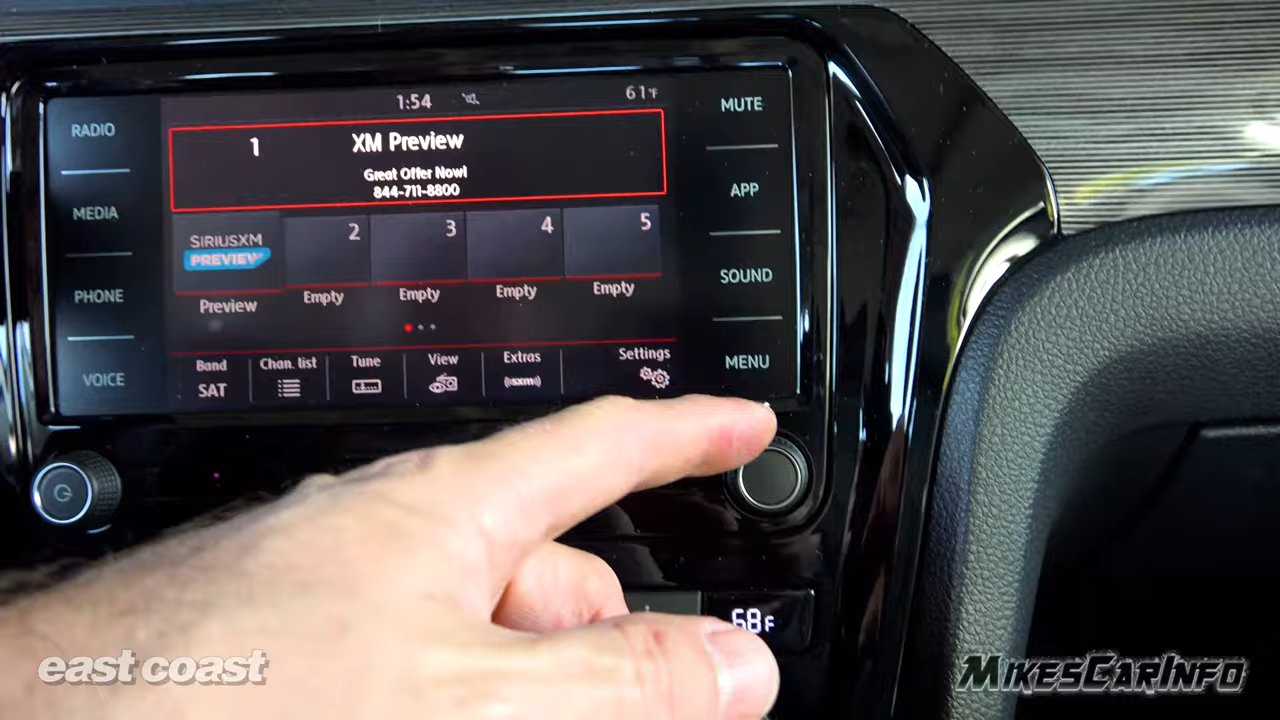 1:54
61°F
RADIO
MEDIA
PHONE
VOICE
1 XM Preview
Great Offer Now!
844-711-8800
SIRIUSXM
PREVIEW
2
3
4
5
Preview
Empty
Empty
Empty
Empty
Band
SAT
Chan. list
Tune
View
Extras
((sxm))
Settings
MUTE
APP
SOUND
MENU
68°F
east coast
MIKESCARINFO